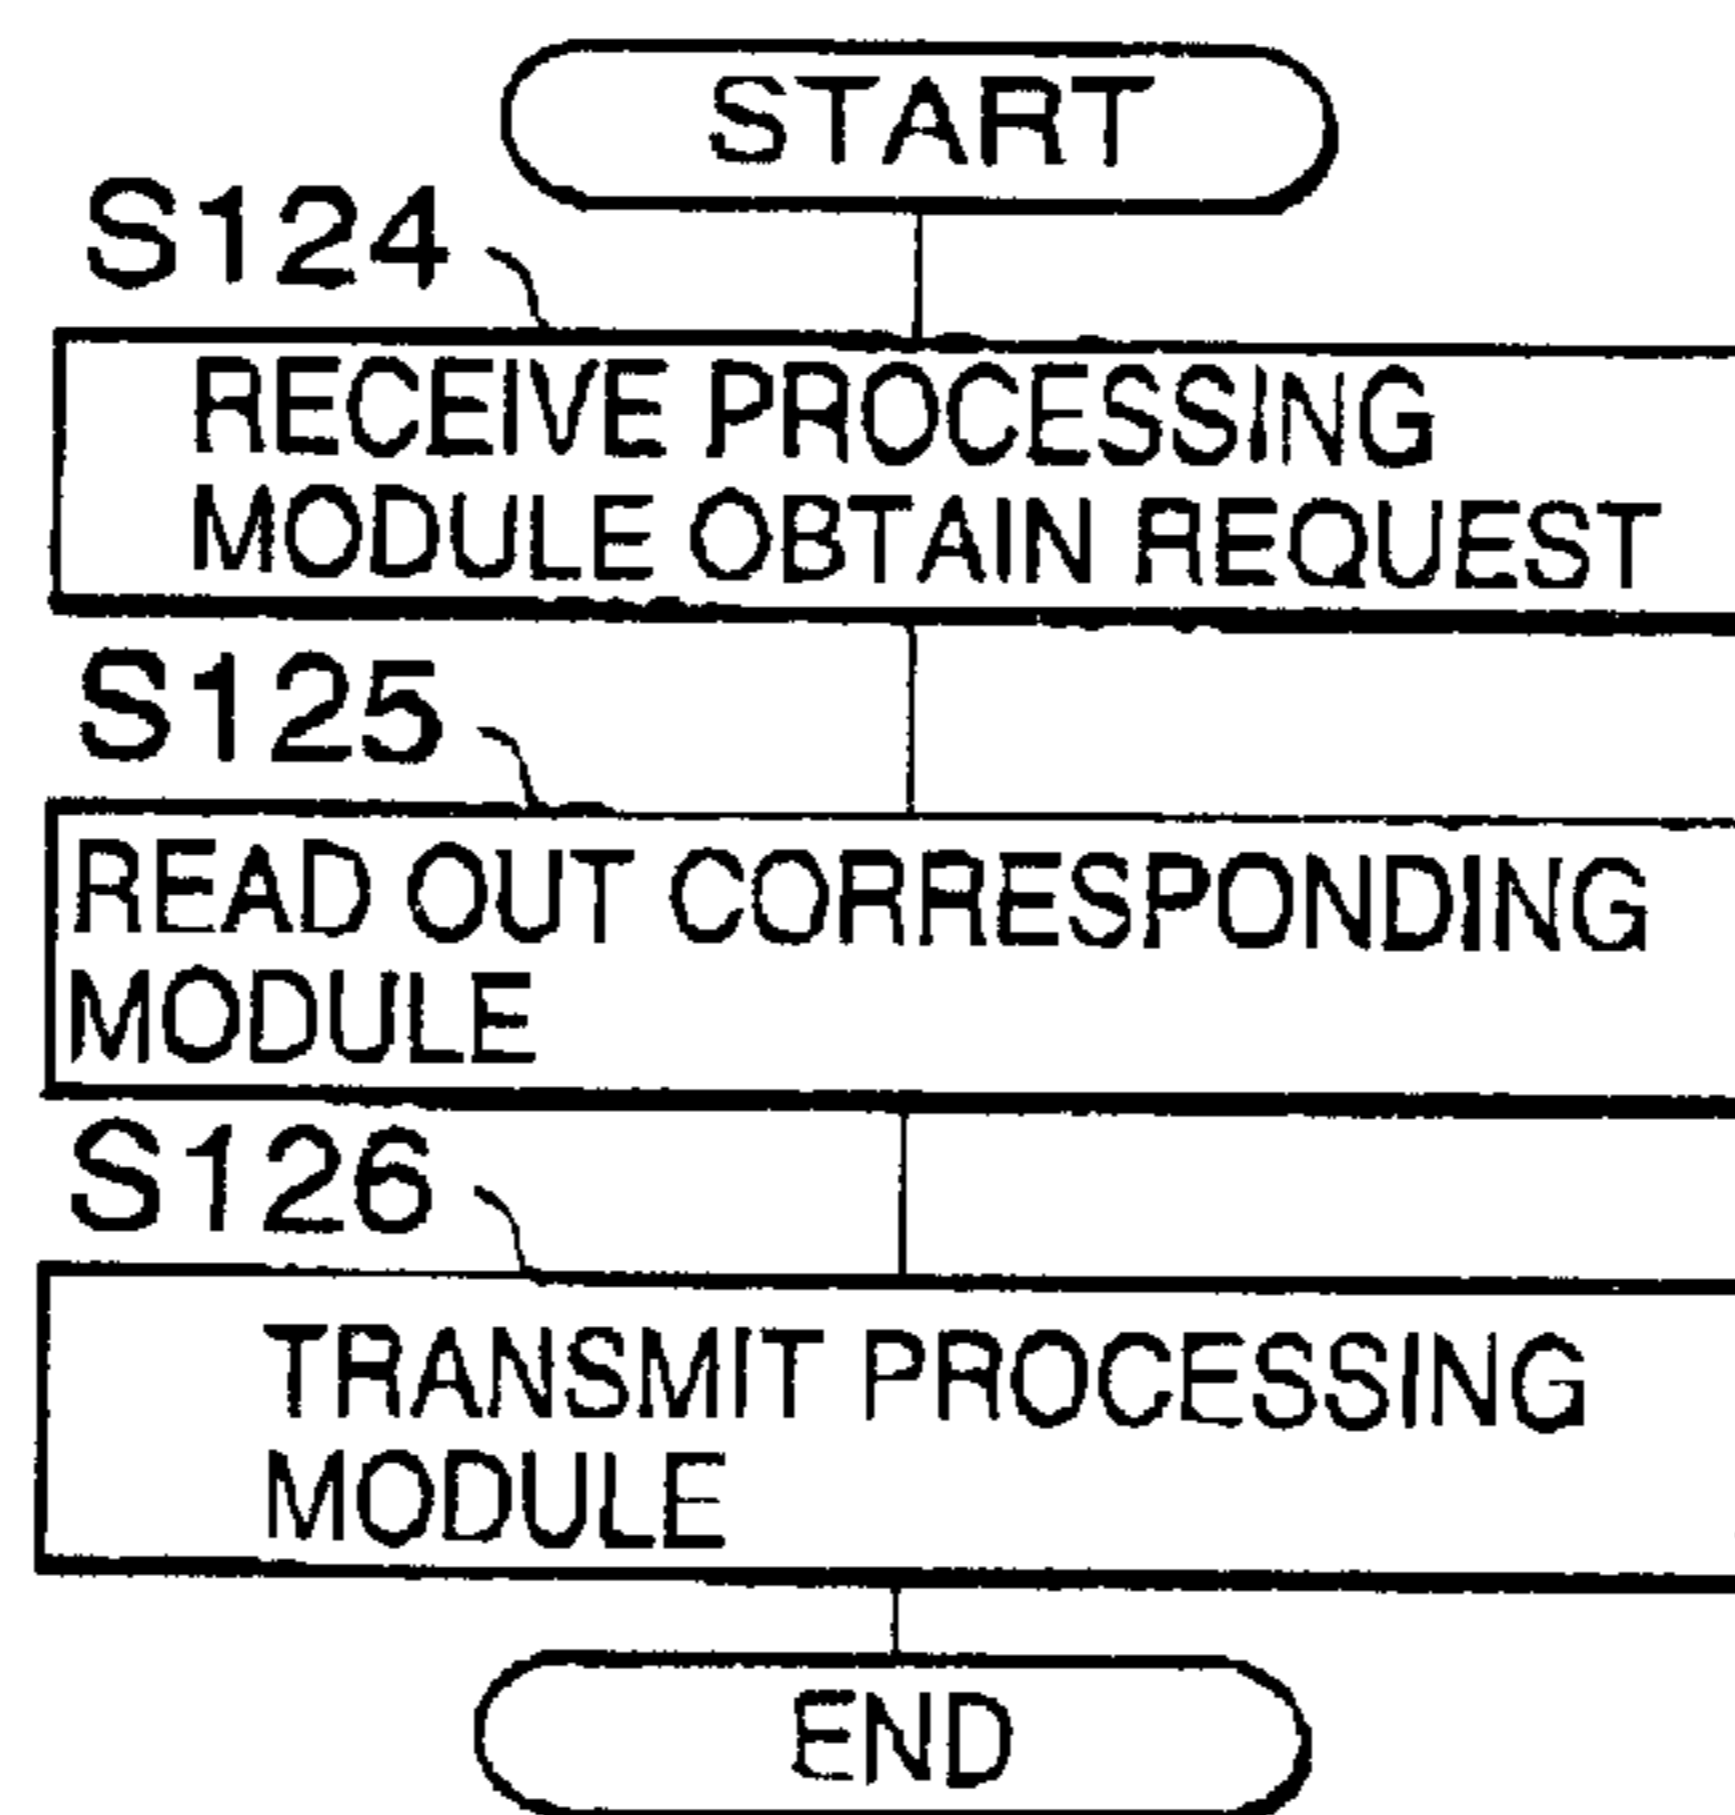 START
S124
RECEIVE PROCESSING
MODULE OBTAIN REQUEST
S125
READ OUT CORRESPONDING
MODULE
S126
TRANSMIT PROCESSING
MODULE
END